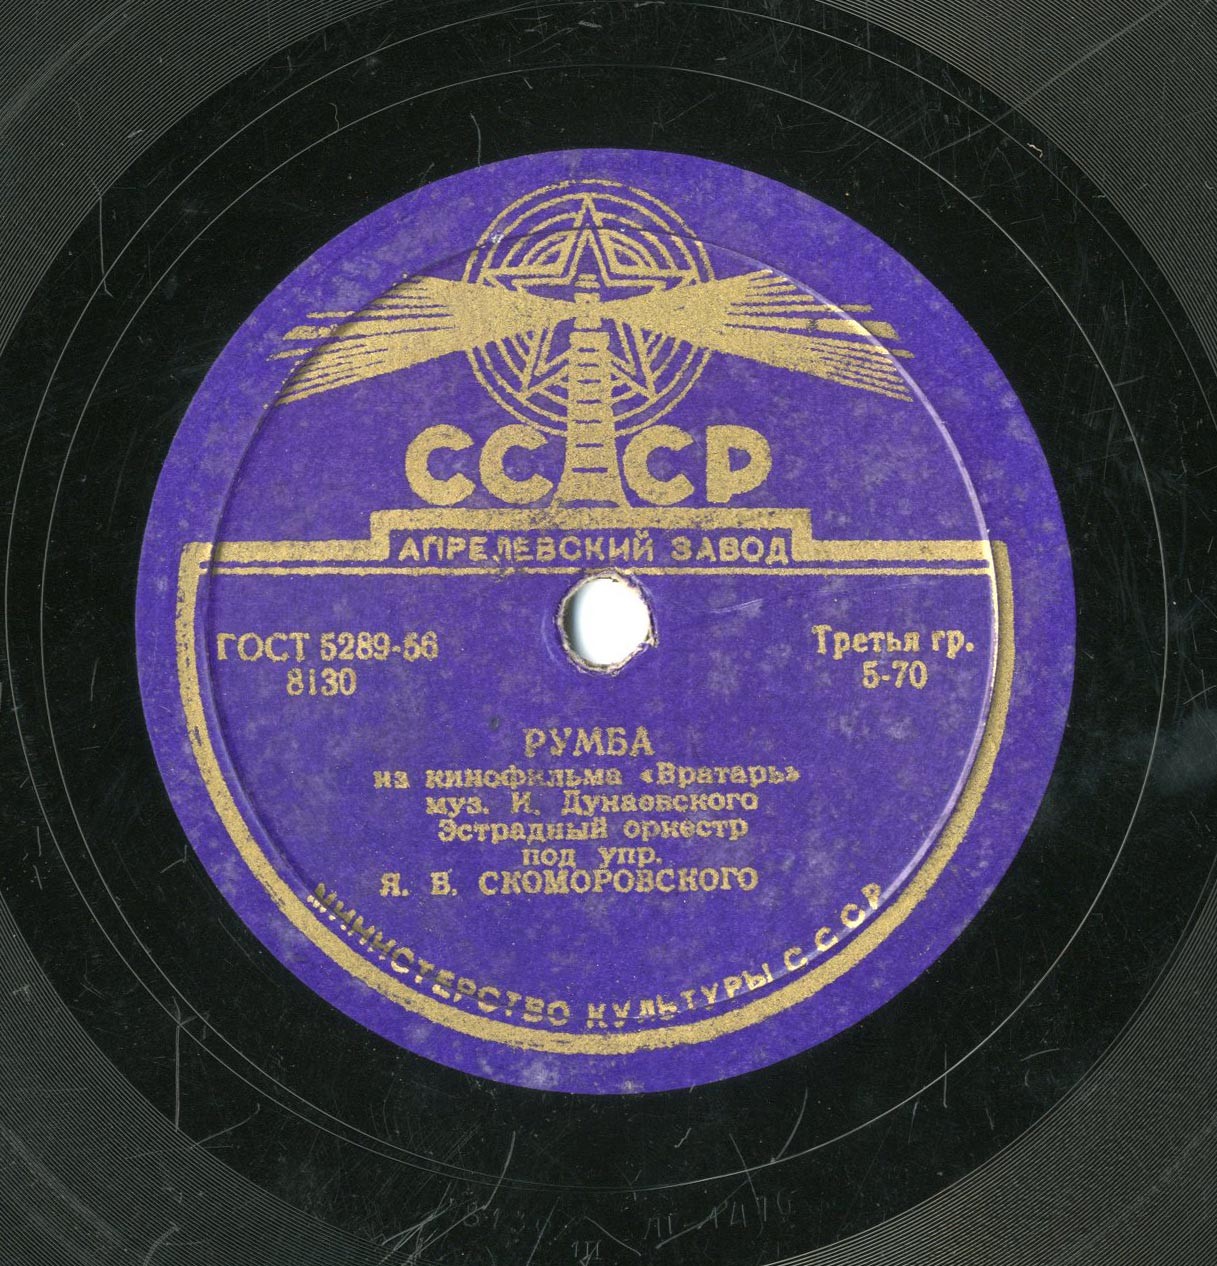 СССР
АПРЕЛЕВСКИЙ ЗАВОД
ГОСТ 5289-56
8130
Третья гр.
5-70
РУМБА
из кинофильма «Вратарь»
муз. И. Дунаевского
Эстрадный оркестр
под упр.
Я. Б. СКОМОРОВСКОГО
МИНИСТЕРСТВО КУЛЬТУРЫ СССР